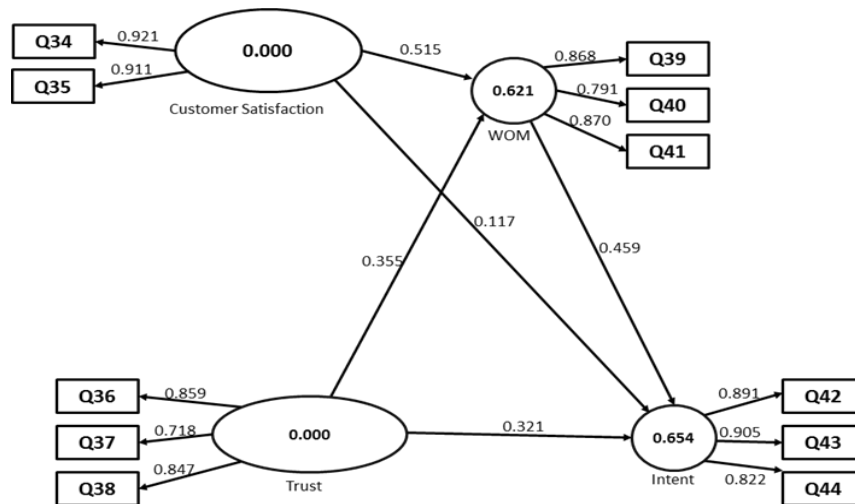 Q34
0.921
0.000
0.515
Q35
0.911
Customer Satisfaction
0.621
WOM
0.868
Q39
0.791
Q40
0.870
Q41
0.117
0.355
0.459
Q36
0.859
Q37
0.718
Q38
0.847
0.000
Trust
0.321
0.654
Intent
0.891
Q42
0.905
Q43
0.822
Q44